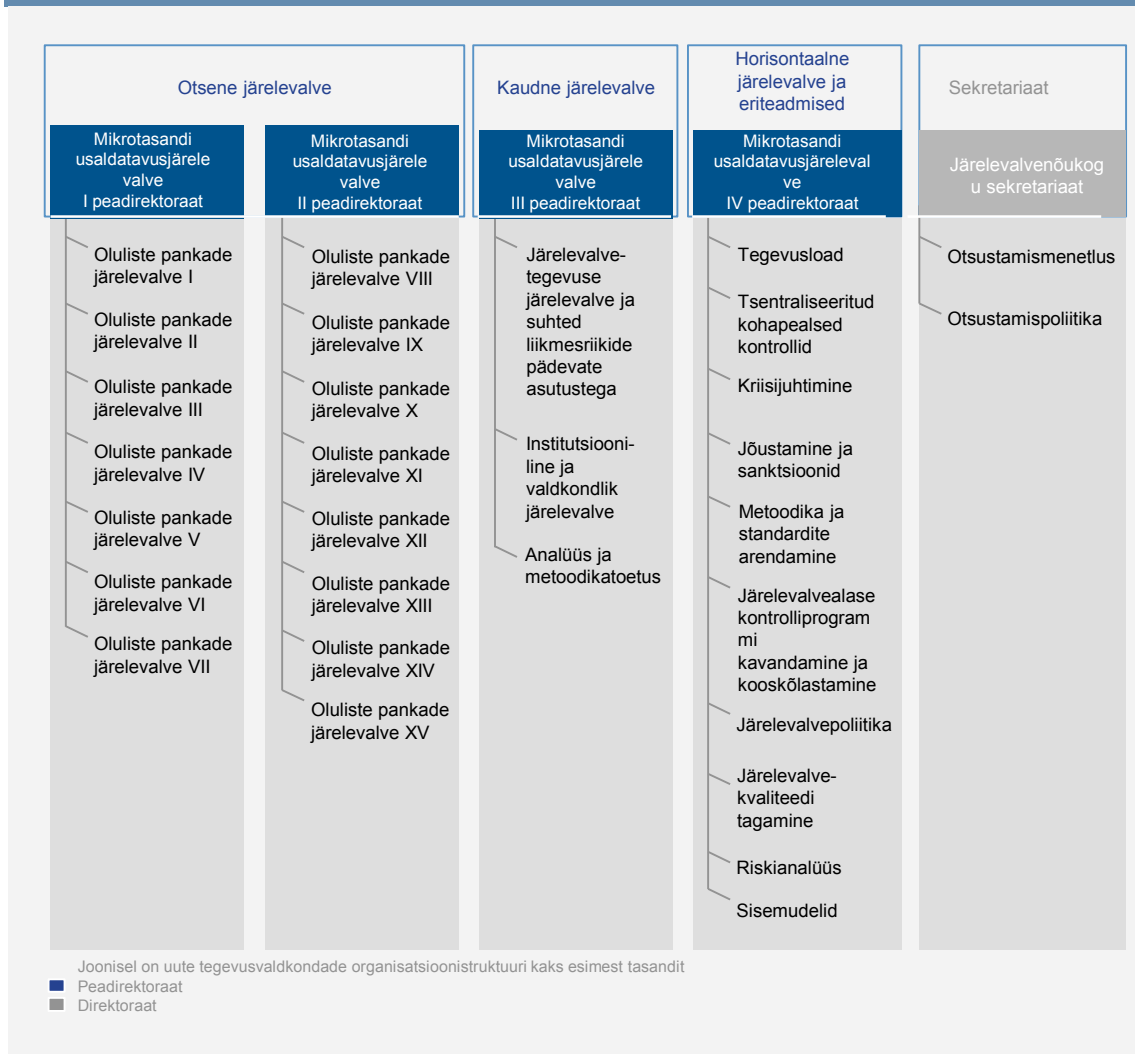 Otsene järelevalve
Mikrotasandi
usaldatavusjärele
valve
I peadirektoraat
Oluliste pankade
järelevalve I
Oluliste pankade
järelevalve II
Oluliste pankade
järelevalve III
Oluliste pankade
järelevalve IV
Oluliste pankade
järelevalve V
Oluliste pankade
järelevalve VI
Oluliste pankade
järelevalve VII
Mikrotasandi
usaldatavusjärele
valve
II peadirektoraat
Oluliste pankade
järelevalve VIII
Oluliste pankade
järelevalve IX
Oluliste pankade
järelevalve X
Oluliste pankade
järelevalve XI
Oluliste pankade
järelevalve XII
Oluliste pankade
järelevalve XIII
Oluliste pankade
järelevalve XIV
Oluliste pankade
järelevalve XV
Kaudne järelevalve
Mikrotasandi
usaldatavusjärele
valve
III peadirektoraat
Järelevalve-
tegevuse
järelevalve ja
suhted
liikmesriikide
pädevate
asutustega
Institutsiooni-
line ja
valdkondlik
järelevalve
Analüüs ja
metoodikatoetus
Horisontaalne
järelevalve ja
eriteadmised
Mikrotasandi
usaldatavusjäreleval
ve
IV peadirektoraat
Tegevusload
Tsentraliseeritud
kohapealsed
kontrollid
Kriisijuhtimine
Jõustamine ja
sanktsioonid
Metoodika ja
standardite
arendamine
Järelevalvealase
kontrolliprogram
mi
kavandamine ja
kooskõlastamine
Järelevalvepoliitika
Järelevalve-
kvaliteedi
tagamine
Riskianalüüs
Sisemudelid
Sekretariaat
Järelevalvenõukog
u sekretariaat
Otsustamismenetlus
Otsustamispoliitika
Joonisel on uute tegevusvaldkondade organisatsioonistruktuuri kaks esimest tasandit
Peadirektoraat
Direktoraat